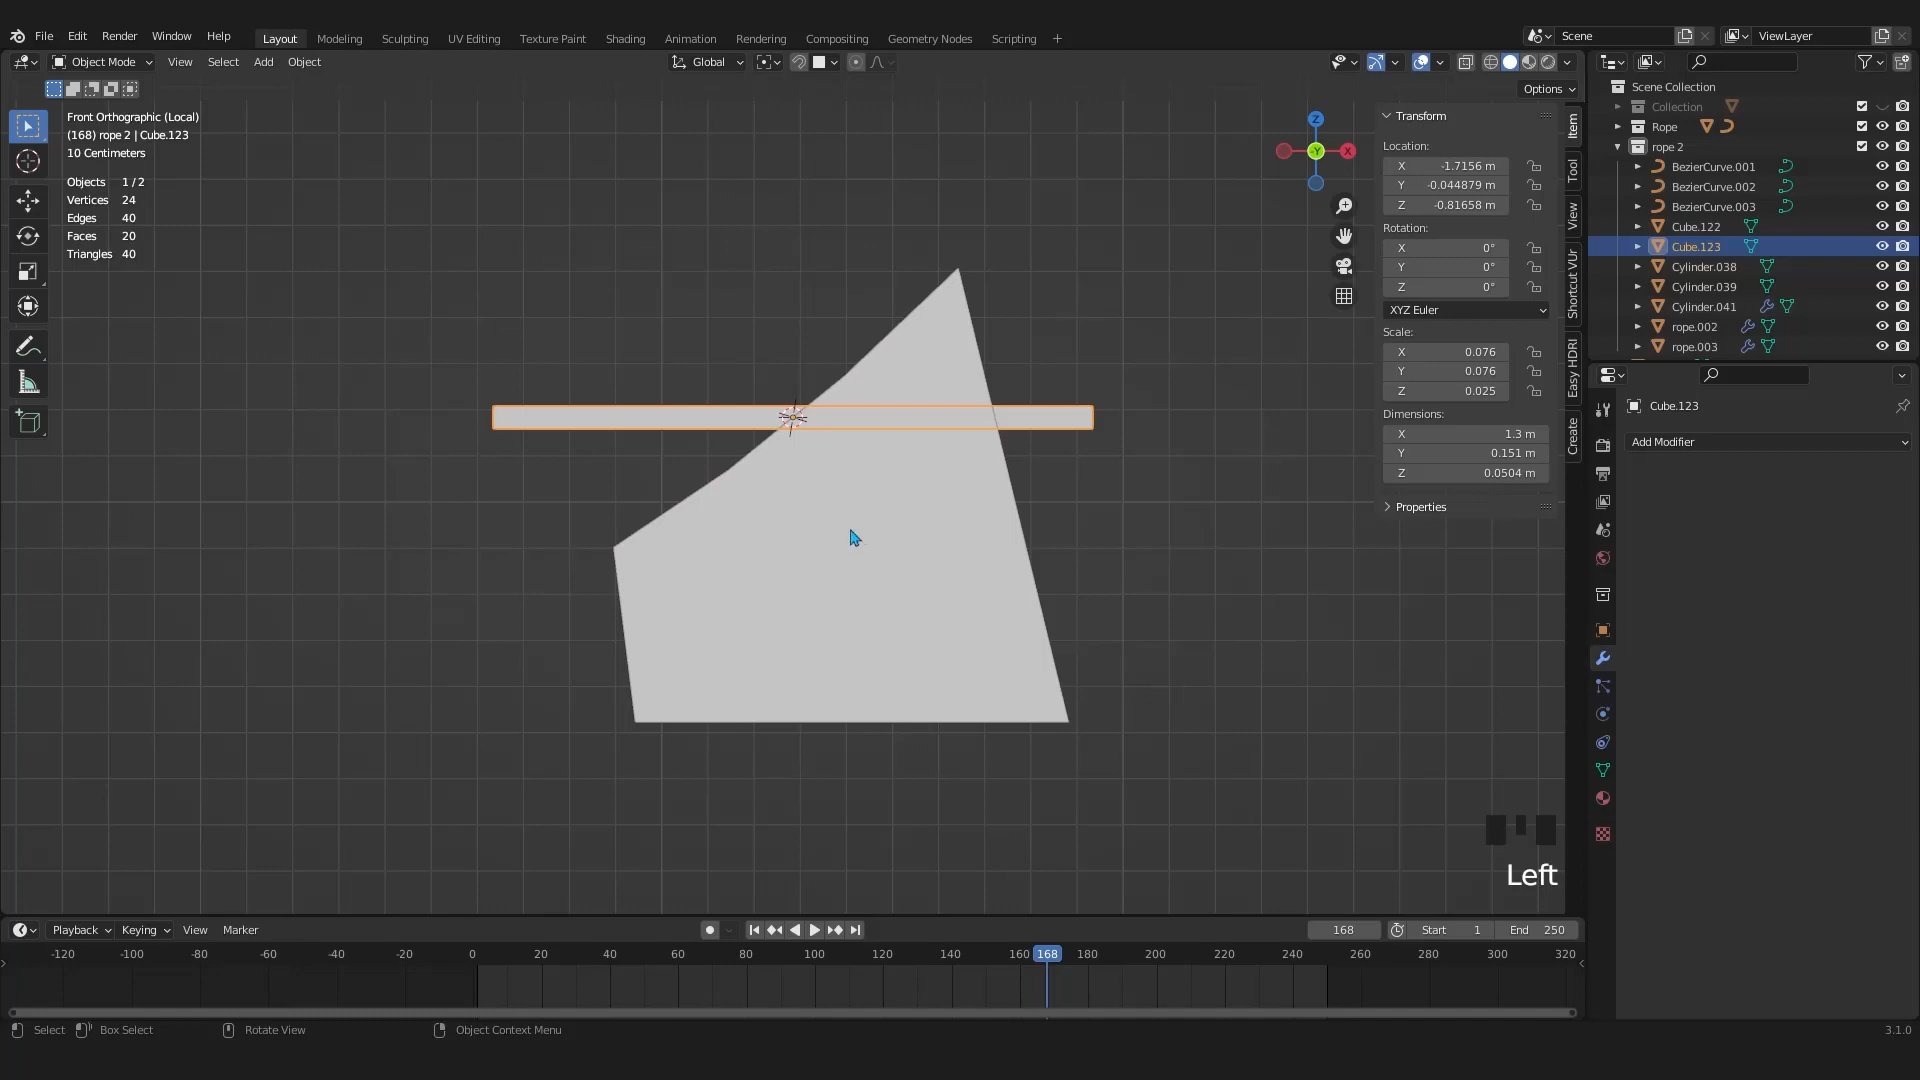 File Edit Render Window Help Layout Modeling Sculpting UV Editing Texture Paint Shading Animation Rendering Compositing Geometry Nodes Scripting + Scene ViewLayer
Object Mode View Select Add Object Global
Options
Front Orthographic (Local)
(168) rope 2 | Cube.123
10 Centimeters
Objects 1 / 2
Vertices 24
Edges 40
Faces 20
Triangles 40
Z
-Y X
Transform
Location:
X -1.7156 m
Y -0.044879 m
Z -0.81658 m
Rotation:
X 0°
Y 0°
Z 0°
XYZ Euler
Scale:
X 0.076
Y 0.076
Z 0.025
Dimensions:
X 1.3 m
Y 0.151 m
Z 0.0504 m
Properties
Item
Tool
View
Shortcut VUr
Easy HDRI
Create
Scene Collection
Collection
Rope
rope 2
BezierCurve.001
BezierCurve.002
BezierCurve.003
Cube.122
Cube.123
Cylinder.038
Cylinder.039
Cylinder.041
rope.002
rope.003
Cube.123
Add Modifier
Left
Playback Keying View Marker 168 Start 1 End 250
-120 -100 -80 -60 -40 -20 0 20 40 60 80 100 120 140 160 168 180 200 220 240 260 280 300 320
Select Box Select Rotate View Object Context Menu 3.1.0